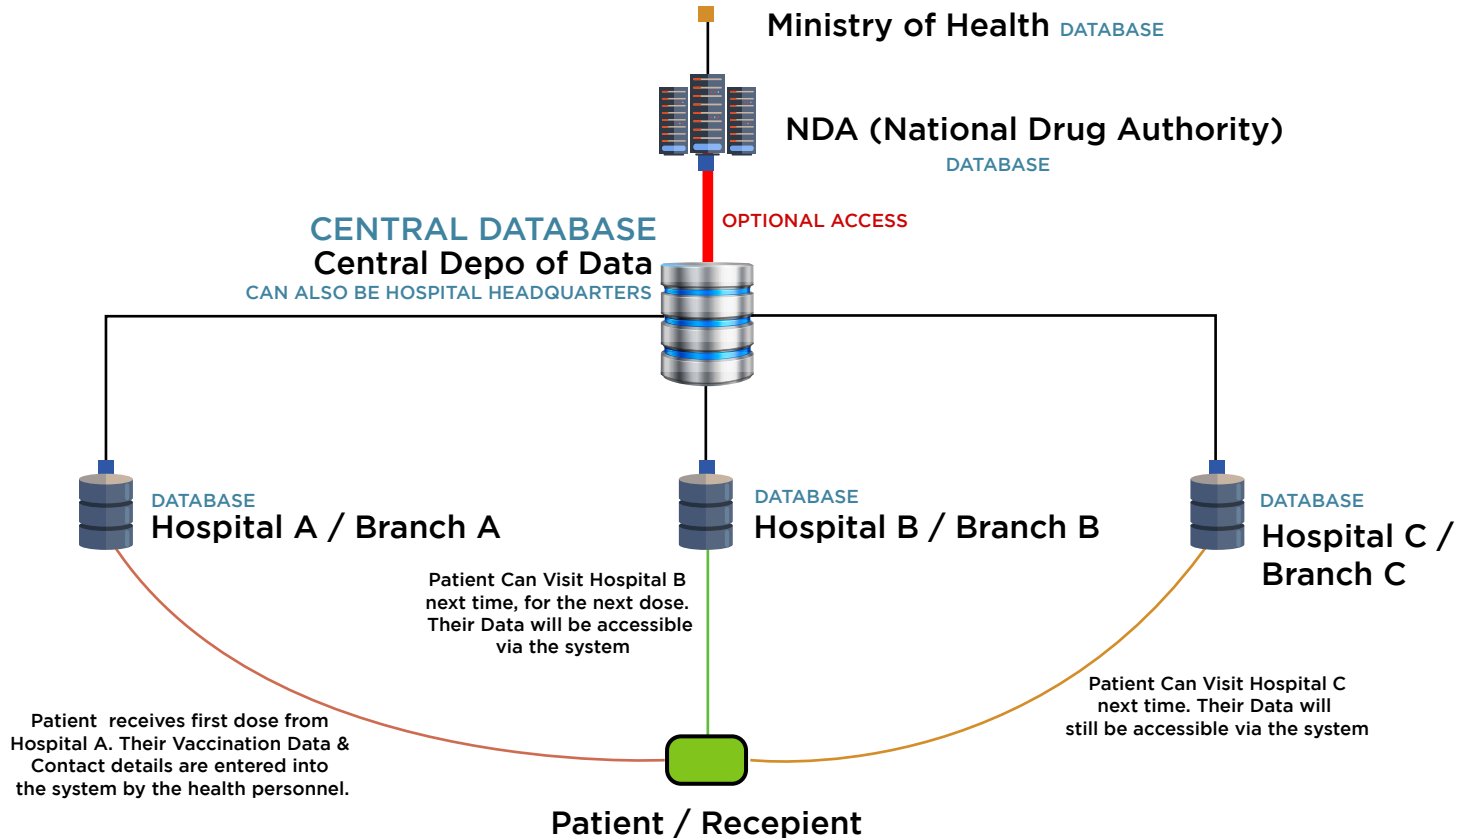 Ministry of Health DATABASE
NDA (National Drug Authority)
DATABASE
OPTIONAL ACCESS
CENTRAL DATABASE
Central Depo of Data
CAN ALSO BE HOSPITAL HEADQUARTERS
DATABASE
Hospital A / Branch A
DATABASE
Hospital B / Branch B
DATABASE
Hospital C /
Branch C
Patient Can Visit Hospital B
next time, for the next dose.
Their Data will be accessible
via the system
Patient Can Visit Hospital C
next time. Their Data will
still be accessible via the system
Patient receives first dose from
Hospital A. Their Vaccination Data &
Contact details are entered into
the system by the health personnel.
Patient / Recepient